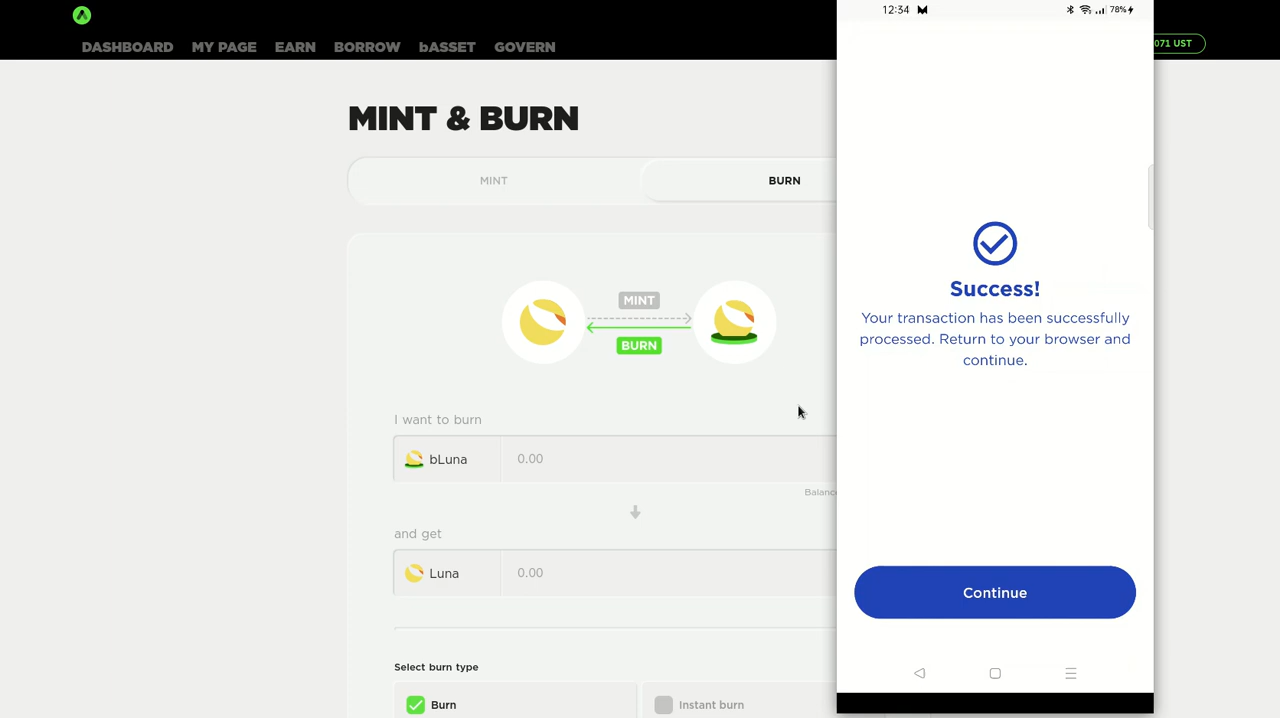 DASHBOARD MY PAGE EARN BORROW bASSET GOVERN
071 UST
MINT & BURN
MINT BURN
MINT
BURN
I want to burn
bLuna 0.00
Balance
and get
Luna 0.00
Select burn type
Burn Instant burn
12:34 78%
Success!
Your transaction has been successfully
processed. Return to your browser and
continue.
Continue